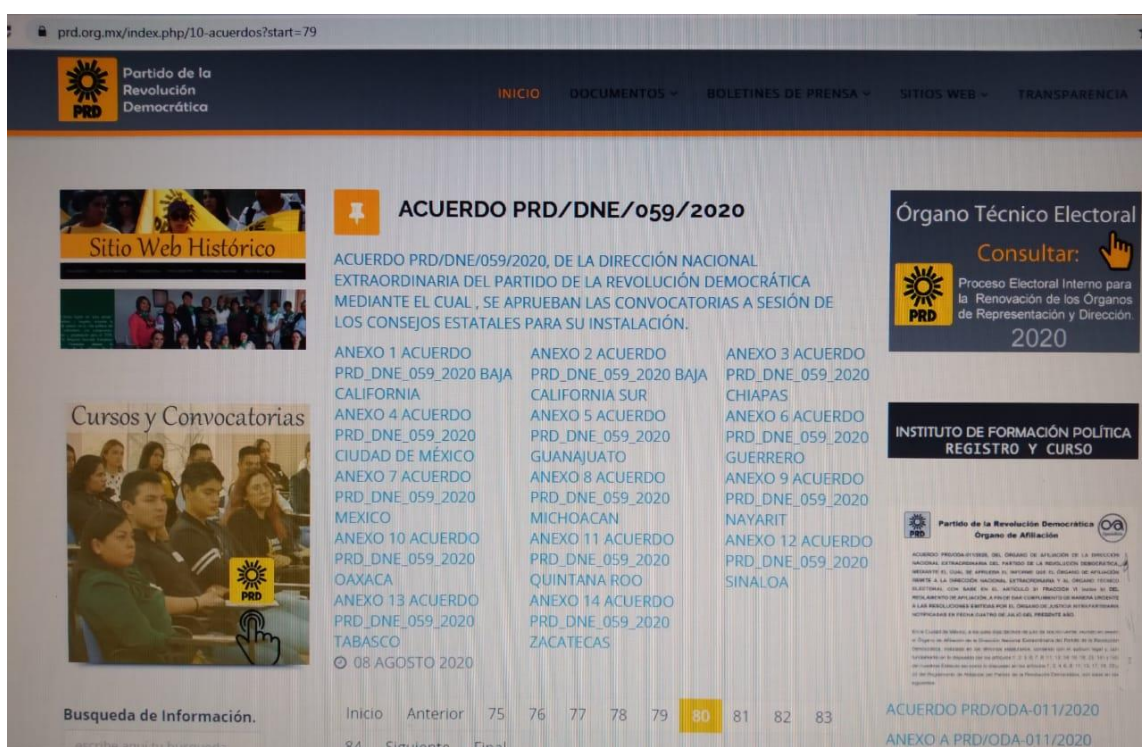 prd.org.mx/index.php/10-acuerdos?start=79
Partido de la
Revolución
Democrática
PRD
INICIO
DOCUMENTOS
BOLETINES DE PRENSA
SITIOS WEB
TRANSPARENCIA
Sitio Web Histórico
Cursos y Convocatorias
PRD
Busqueda de Información.
ACUERDO PRD/DNE/059/2020
ACUERDO PRD/DNE/059/2020, DE LA DIRECCIÓN NACIONAL
EXTRAORDINARIA DEL PARTIDO DE LA REVOLUCIÓN DEMOCRÁTICA
MEDIANTE EL CUAL , SE APRUEBAN LAS CONVOCATORIAS A SESIÓN DE
LOS CONSEJOS ESTATALES PARA SU INSTALACIÓN.
ANEXO 1 ACUERDO
PRD_DNE_059_2020 BAJA
CALIFORNIA
ANEXO 2 ACUERDO
PRD_DNE_059_2020 BAJA
CALIFORNIA SUR
ANEXO 3 ACUERDO
PRD_DNE_059_2020
CHIAPAS
ANEXO 4 ACUERDO
PRD_DNE_059_2020
CIUDAD DE MÉXICO
ANEXO 5 ACUERDO
PRD_DNE_059_2020
GUANAJUATO
ANEXO 6 ACUERDO
PRD_DNE_059_2020
GUERRERO
ANEXO 7 ACUERDO
PRD_DNE_059_2020
MEXICO
ANEXO 8 ACUERDO
PRD_DNE_059_2020
MICHOACAN
ANEXO 9 ACUERDO
PRD_DNE_059_2020
NAYARIT
ANEXO 10 ACUERDO
PRD_DNE_059_2020
OAXACA
ANEXO 11 ACUERDO
PRD_DNE_059_2020
QUINTANA ROO
ANEXO 12 ACUERDO
PRD_DNE_059_2020
SINALOA
ANEXO 13 ACUERDO
PRD_DNE_059_2020
TABASCO
ANEXO 14 ACUERDO
PRD_DNE_059_2020
ZACATECAS
08 AGOSTO 2020
Inicio Anterior 75 76 77 78 79 80 81 82 83
84 Siguiente Final
Órgano Técnico Electoral
Consultar:
PRD
Proceso Electoral Interno para
la Renovación de los Órganos
de Representación y Dirección.
2020
INSTITUTO DE FORMACIÓN POLÍTICA
REGISTRO Y CURSO
PRD
Partido de la Revolución Democrática
Órgano de Afiliación
ACUERDO PRD/ODA-011/2020
ANEXO A PRD/ODA-011/2020